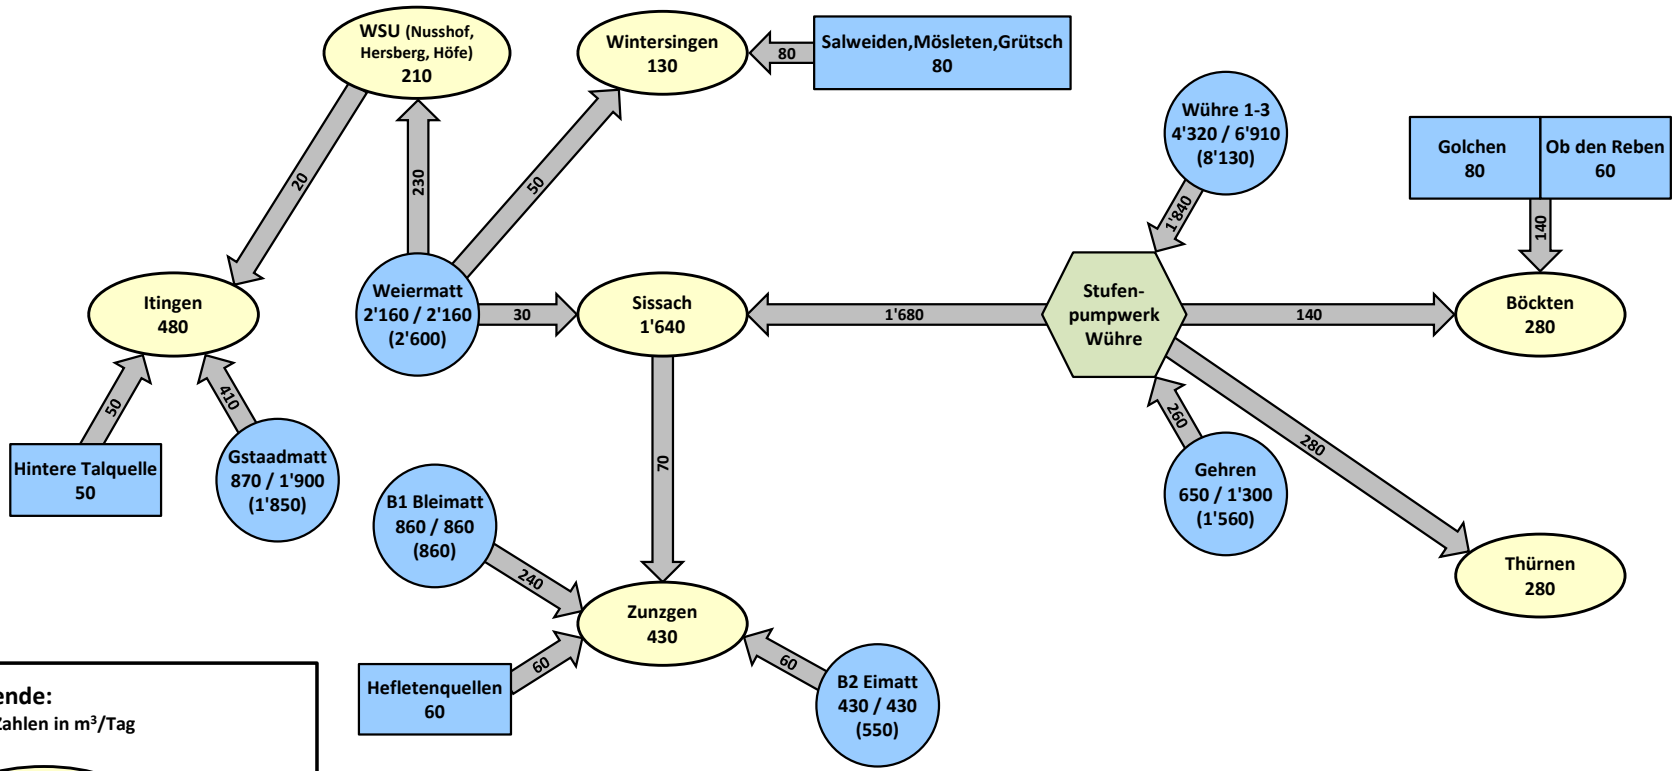 WSU (Nusshof,
Hersberg, Höfe)
210
Wintersingen
130
80
Salweiden,Mösleten,Grütsch
80
Wühre 1-3
4'320 / 6'910
(8'130)
Golchen
80
Ob den Reben
60
20
230
50
1'840
140
Itingen
480
Weiermatt
2'160 / 2'160
(2'600)
30
Sissach
1'640
1'680
Stufen-
pumpwerk
Wühre
140
Böckten
280
50
410
Hintere Talquelle
50
Gstaadmatt
870 / 1'900
(1'850)
70
260
280
Gehren
650 / 1'300
(1'560)
B1 Bleimatt
860 / 860
(860)
240
Thürnen
280
Zunzgen
430
Hefletenquellen
60
60
60
B2 Eimatt
430 / 430
(550)
ende:
Zahlen in m³/Tag